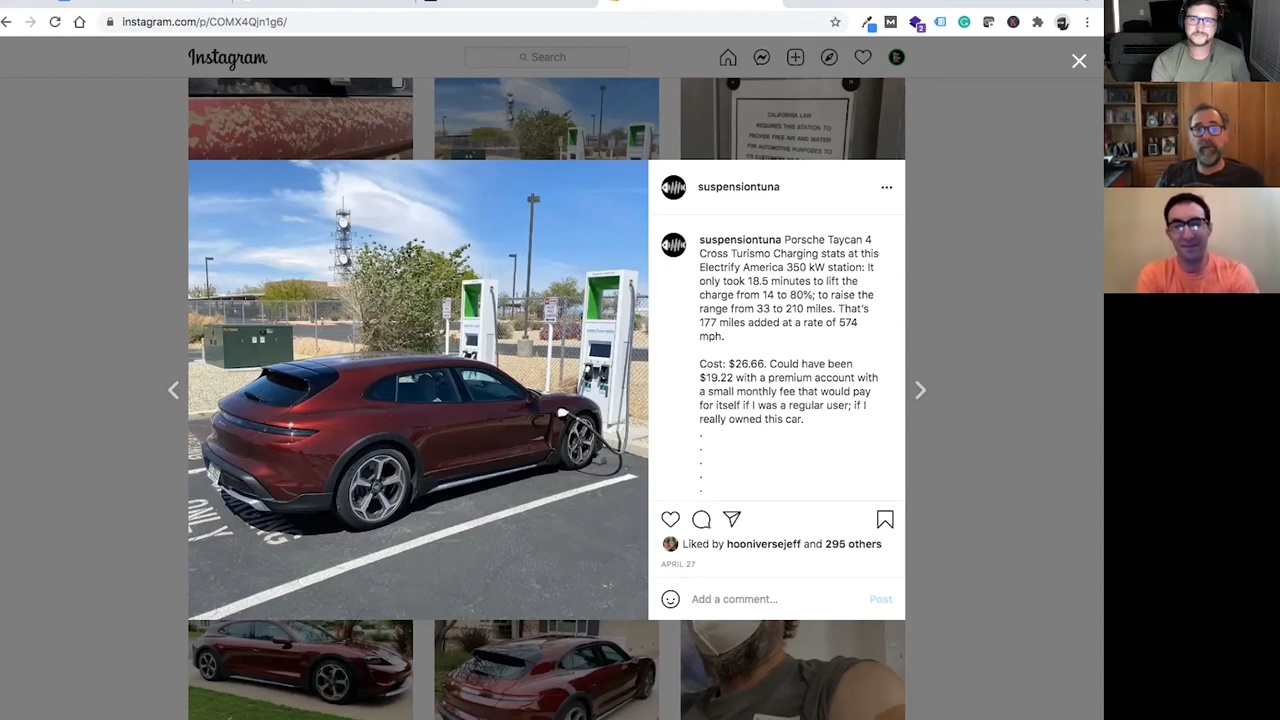 instagram.com/p/COMX4Qjn1g6/
2
Instagram
Search
CALIFORNIA LAW
REQUIRES THIS STATION TO
PROVIDE FREE AIR AND WATER
FOR AUTOMOTIVE PURPOSES TO
ITS CUSTOMERS
suspensiontuna
suspensiontuna Porsche Taycan 4
Cross Turismo Charging stats at this
Electrify America 350 kW station: It
only took 18.5 minutes to lift the
charge from 14 to 80%; to raise the
range from 33 to 210 miles. That's
177 miles added at a rate of 574
mph.
Cost: $26.66. Could have been
$19.22 with a premium account with
a small monthly fee that would pay
for itself if I was a regular user; if I
really owned this car.
.
.
.
.
.
Liked by hooniversejeff and 295 others
APRIL 27
Add a comment...
Post
ONLY